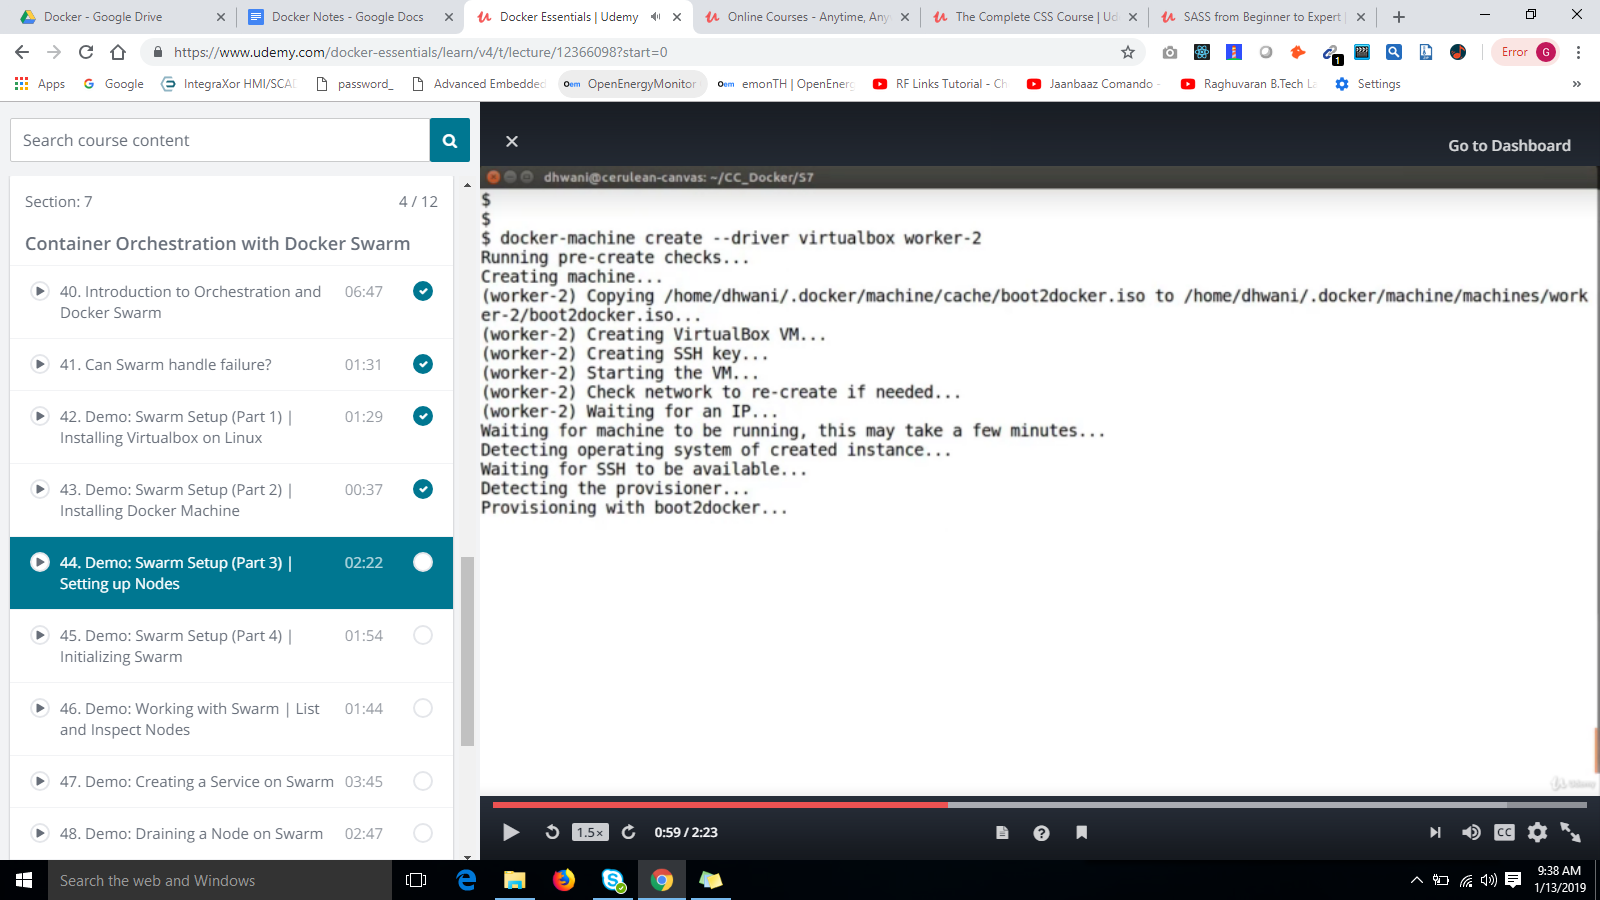 Docker - Google Drive
Docker Notes - Google Docs
Docker Essentials | Udemy
Online Courses - Anytime, Any
The Complete CSS Course | Ud
SASS from Beginner to Expert |
https://www.udemy.com/docker-essentials/learn/v4/t/lecture/12366098?start=0
1
Error G
Apps
Google
IntegraXor HMI/SCAD
password_
Advanced Embedded
Oem OpenEnergyMonitor
Oem emonTH | OpenEnerg
RF Links Tutorial - Ch
Jaanbaaz Comando -
Raghuvaran B.Tech La
Settings
»
Search course content
Section: 7 4 / 12
Container Orchestration with Docker Swarm
40. Introduction to Orchestration and 06:47
Docker Swarm
41. Can Swarm handle failure? 01:31
42. Demo: Swarm Setup (Part 1) | 01:29
Installing Virtualbox on Linux
43. Demo: Swarm Setup (Part 2) | 00:37
Installing Docker Machine
44. Demo: Swarm Setup (Part 3) | 02:22
Setting up Nodes
45. Demo: Swarm Setup (Part 4) | 01:54
Initializing Swarm
46. Demo: Working with Swarm | List 01:44
and Inspect Nodes
47. Demo: Creating a Service on Swarm 03:45
48. Demo: Draining a Node on Swarm 02:47
Go to Dashboard
dhwani@cerulean-canvas: ~/CC_Docker/S7
$
$
$ docker-machine create --driver virtualbox worker-2
Running pre-create checks...
Creating machine...
(worker-2) Copying /home/dhwani/.docker/machine/cache/boot2docker.iso to /home/dhwani/.docker/machine/machines/work
er-2/boot2docker.iso...
(worker-2) Creating VirtualBox VM...
(worker-2) Creating SSH key...
(worker-2) Starting the VM...
(worker-2) Check network to re-create if needed...
(worker-2) Waiting for an IP...
Waiting for machine to be running, this may take a few minutes...
Detecting operating system of created instance...
Waiting for SSH to be available...
Detecting the provisioner...
Provisioning with boot2docker...
Udemy
1.5× 0:59 / 2:23
CC
Search the web and Windows
9:38 AM
1/13/2019